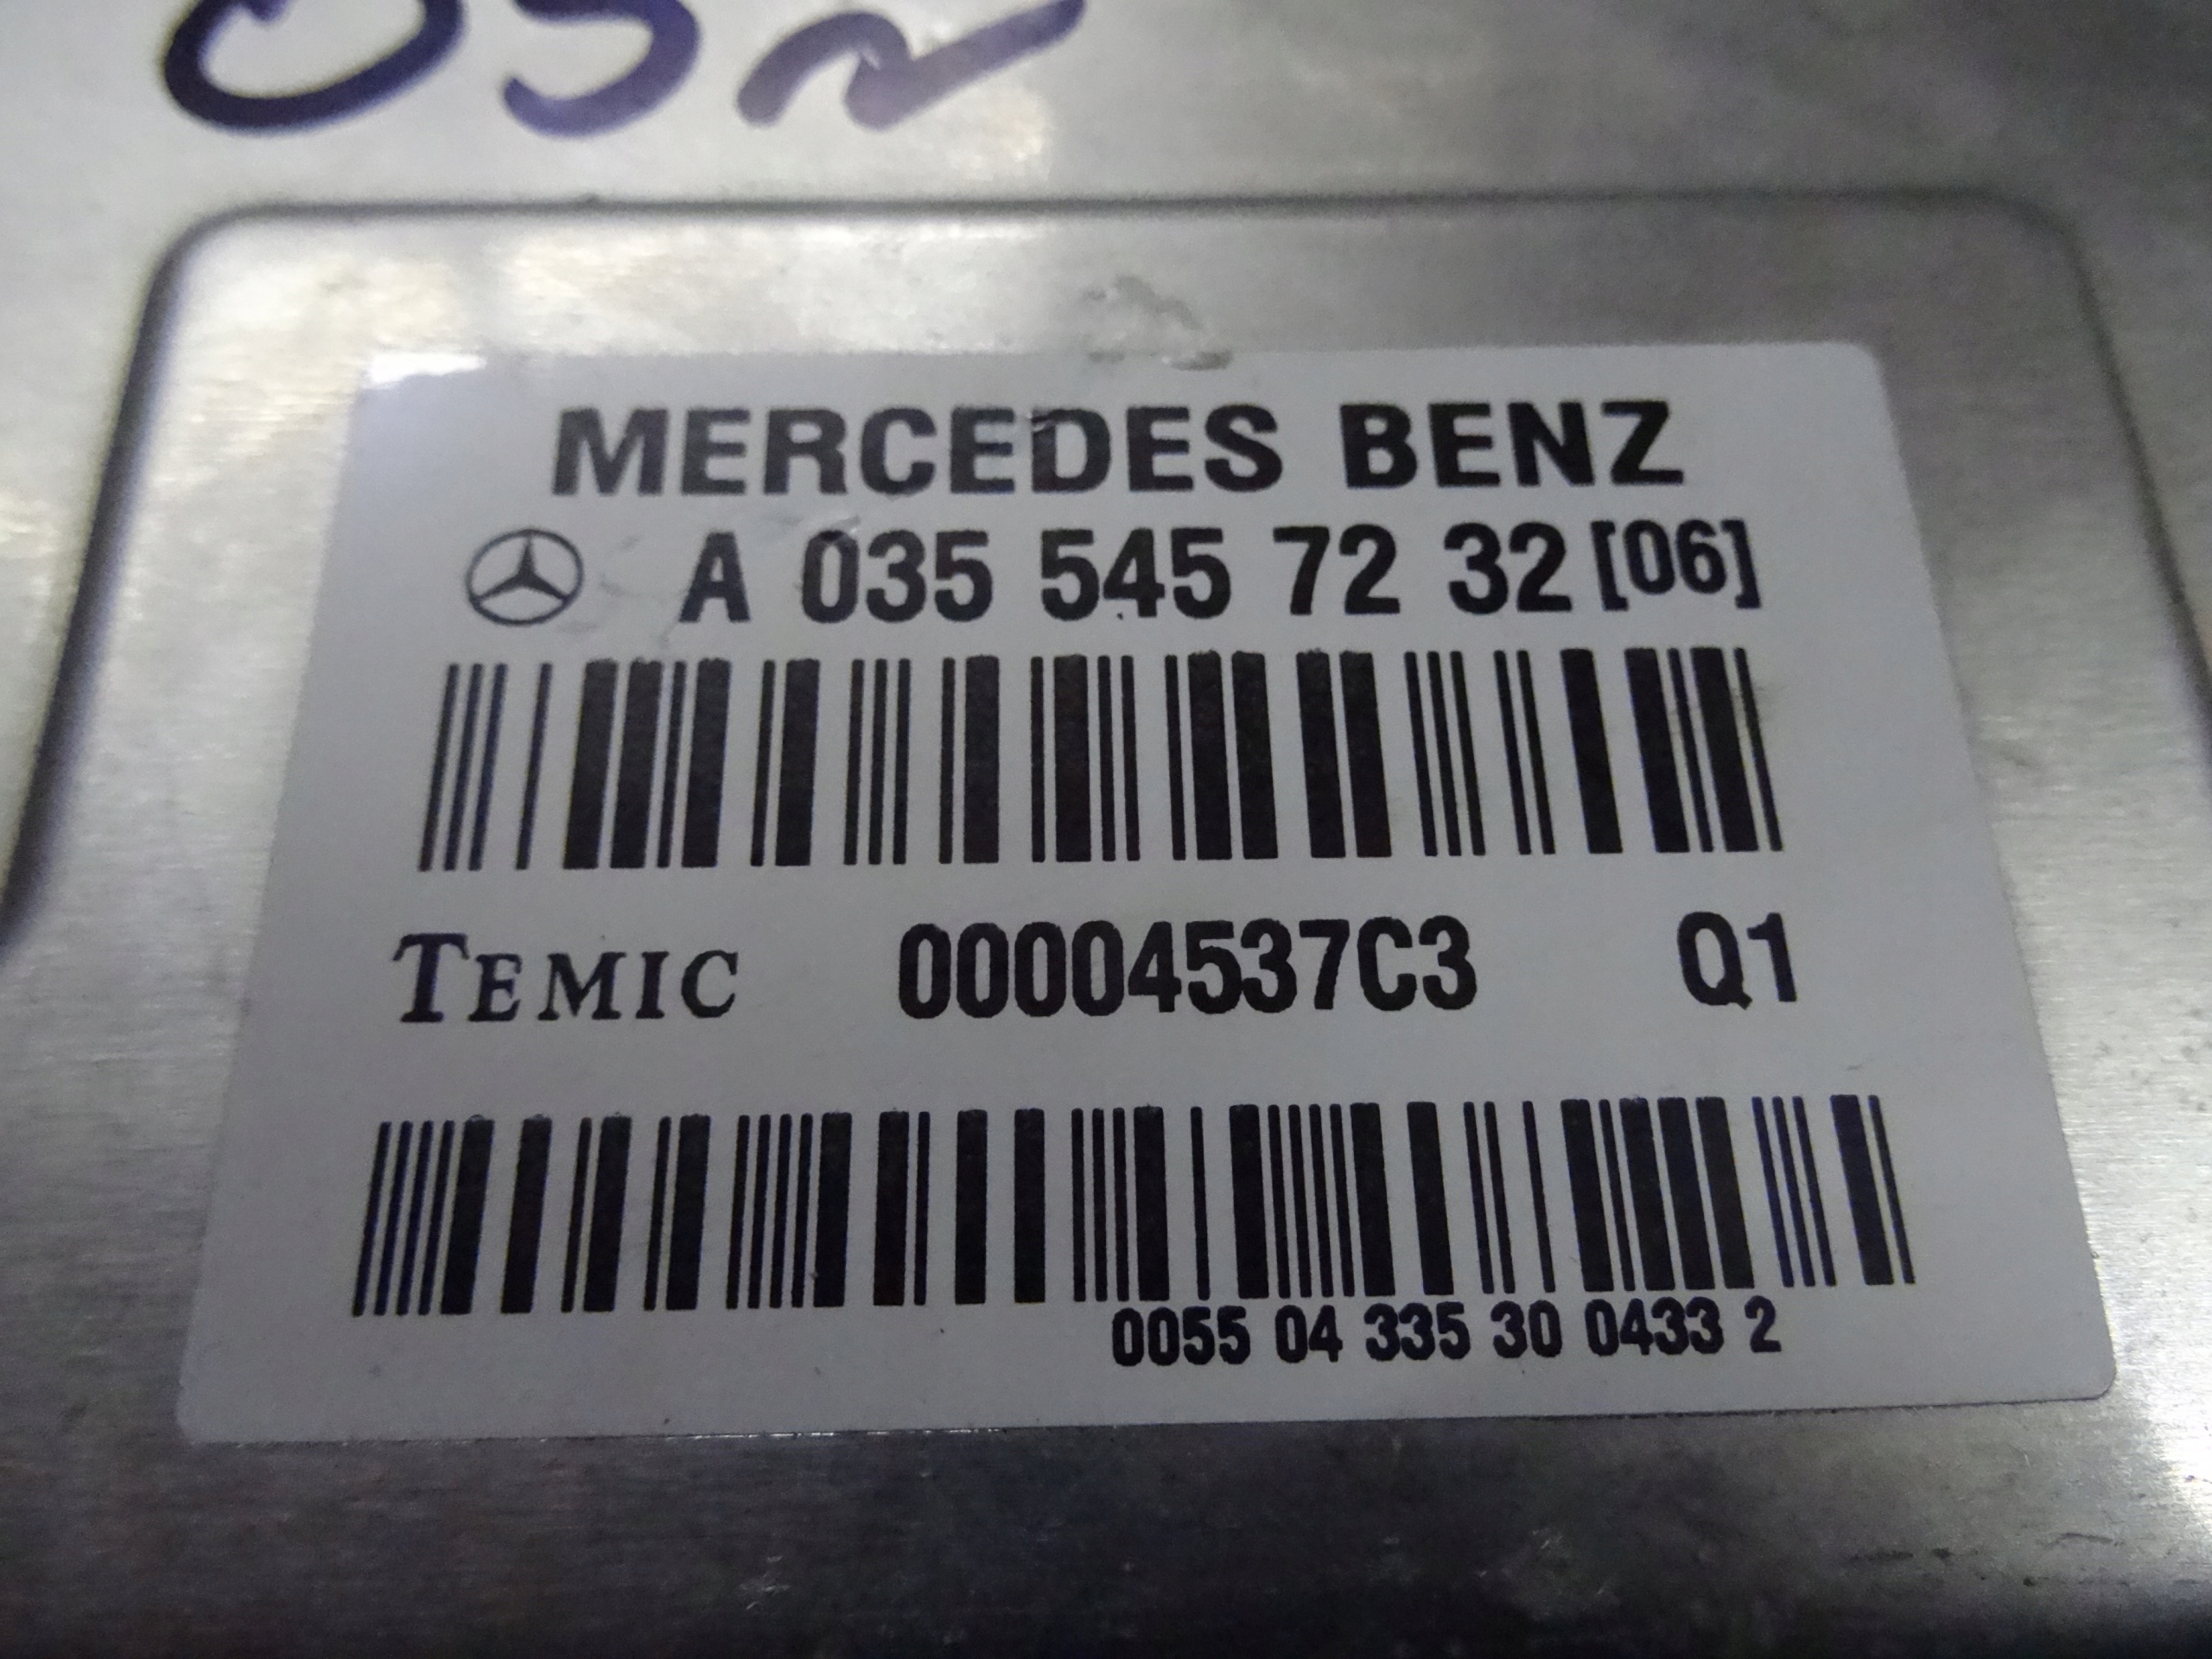 MERCEDES BENZ
A 035 545 72 32 [06]
TEMIC 00004537C3 Q1
0055 04 335 30 0433 2